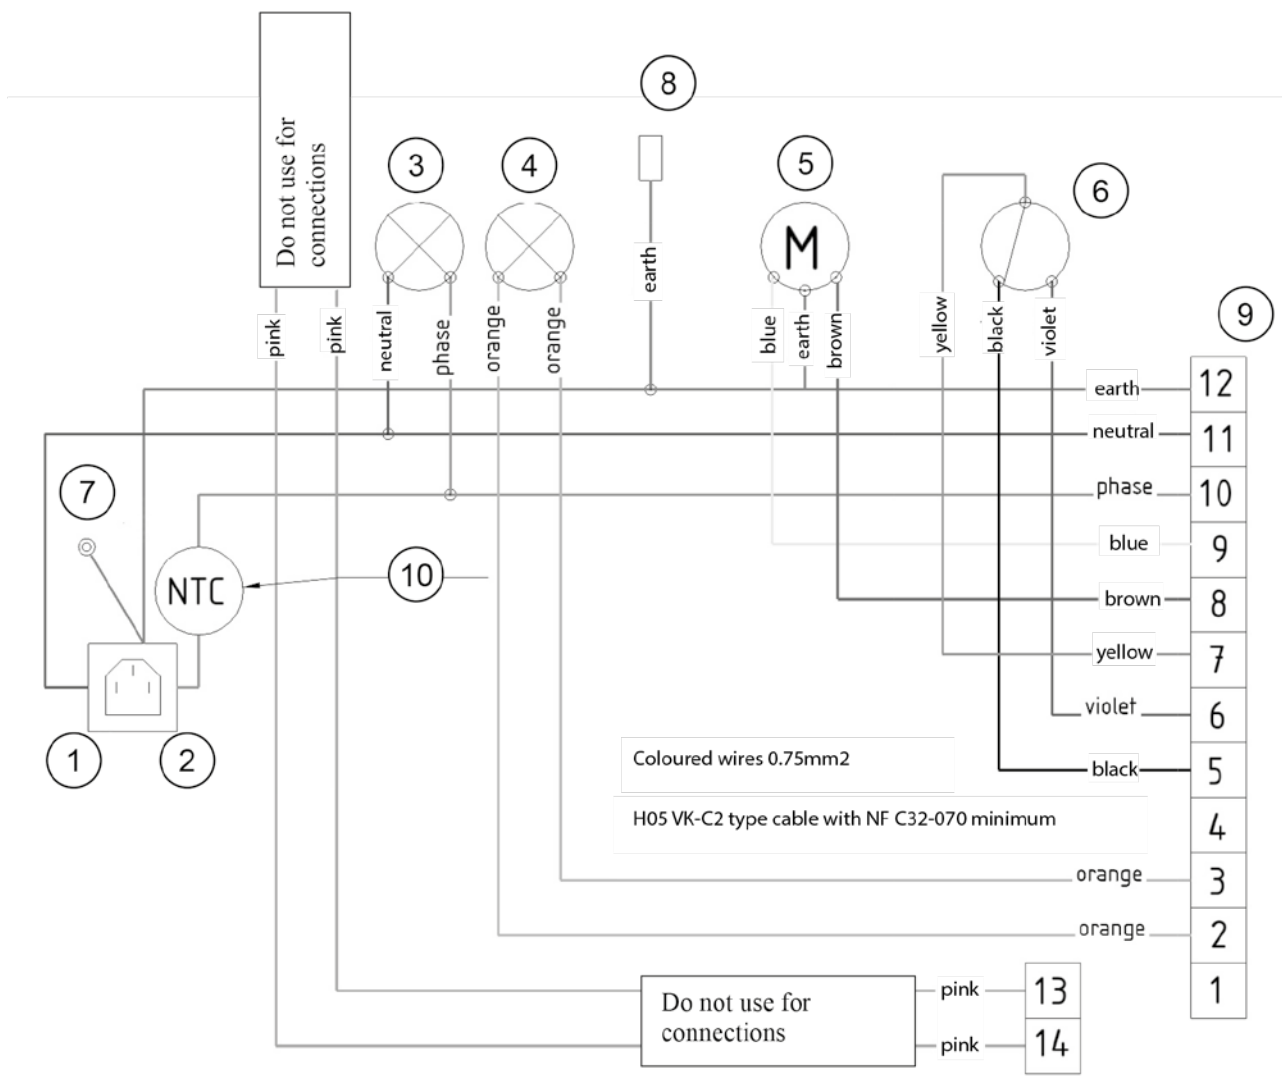 8
3
4
5
6
Do not use for
connections
M
earth
pink
pink
neutral
phase
orange
orange
blue
earth
brown
yellow
black
violet
9
earth
12
neutral
11
7
phase
10
blue
9
NTC
10
brown
8
yellow
7
violet
6
1
2
Coloured wires 0.75mm2
black
5
H05 VK-C2 type cable with NF C32-070 minimum
4
orange
3
orange
2
Do not use for
connections
pink
13
1
pink
14